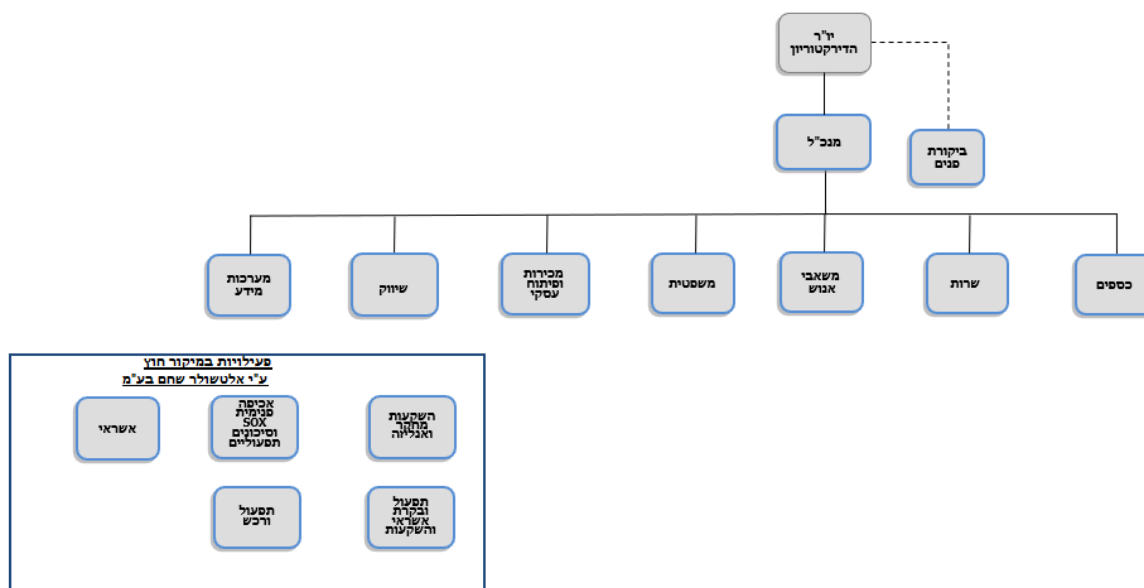 יו"ר
הדירקטוריון
מנכ"ל
ביקורת
פנים
כספים
שרות
משאבי
אנוש
משפטית
מכירות
ופיתוח
עסקי
שיווק
מערכות
מידע
פעילויות במיקור חוץ
ע"י אלטשולר שחם בע"מ
השקעות
מחקר
ואנליזה
אכיפה
פנימית
SOX
וסיכונים
תפעוליים
אשראי
תפעול
ובקרת
אשראי
והשקעות
תפעול
ורכש